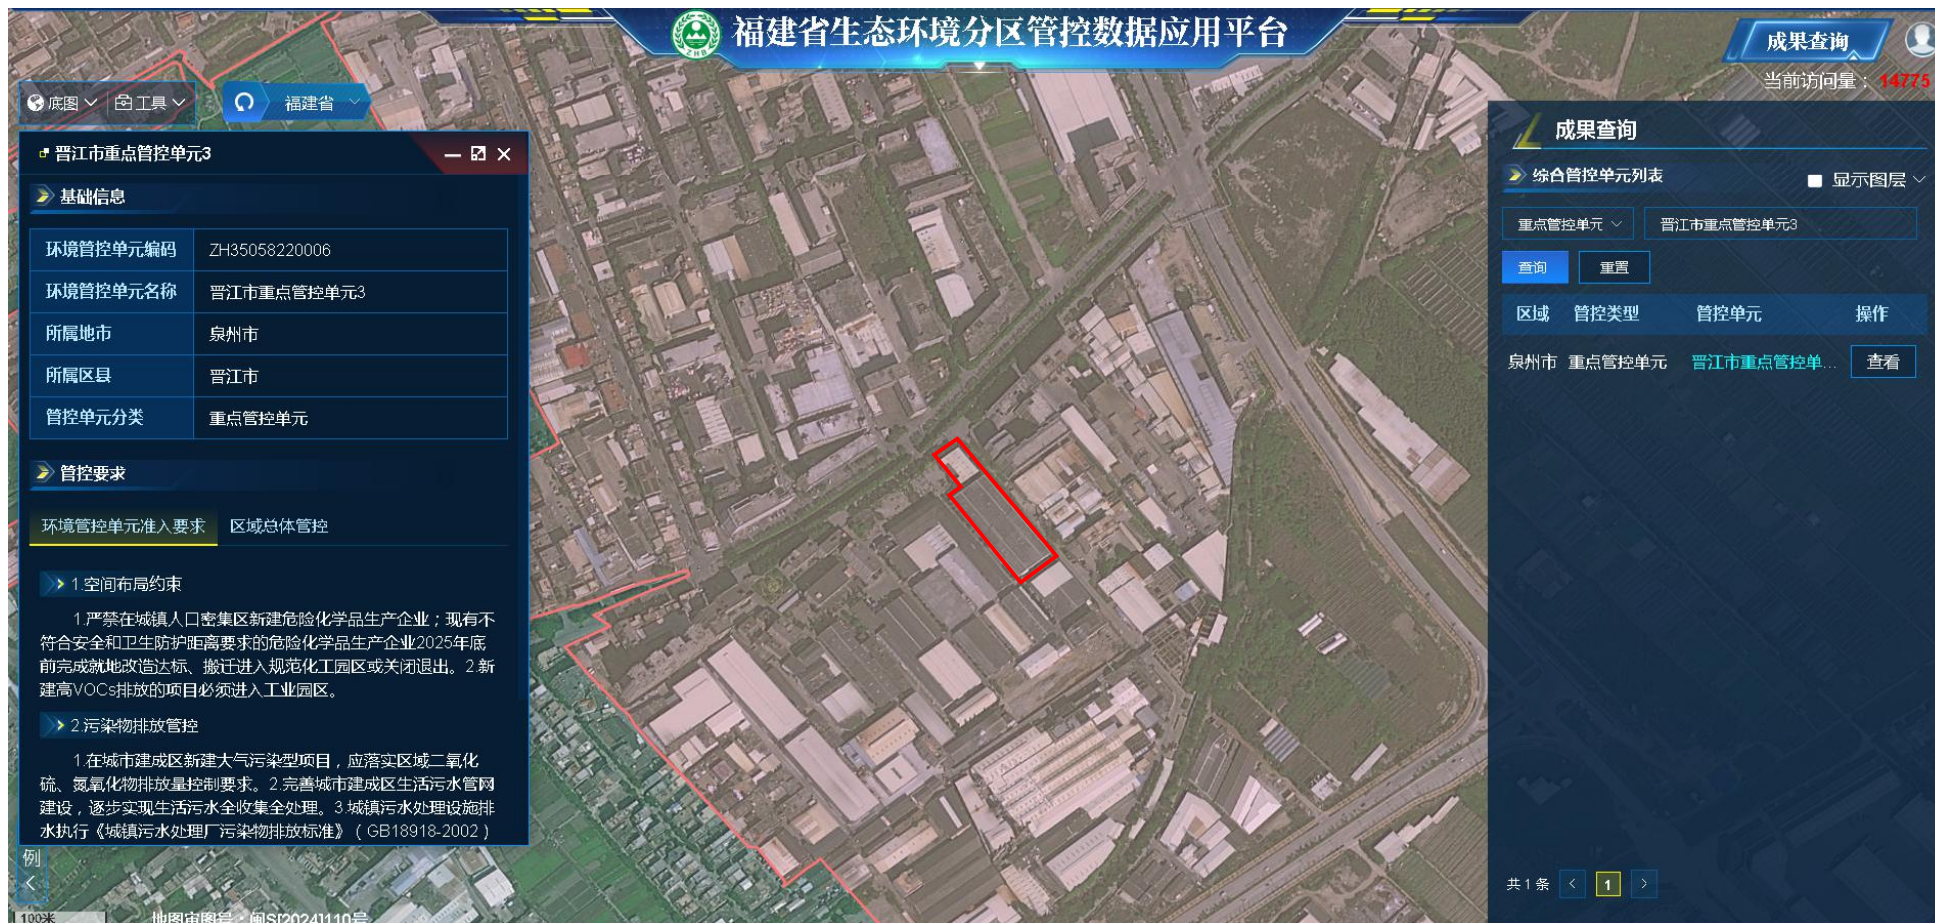 福建省生态环境分区管控数据应用平台
ZHB
成果查询
当前访问量： 14775
底图 工具 福建省
晋江市重点管控单元3
基础信息
环境管控单元编码 ZH35058220006
环境管控单元名称 晋江市重点管控单元3
所属地市 泉州市
所属区县 晋江市
管控单元分类 重点管控单元
管控要求
环境管控单元准入要求 区域总体管控
1.空间布局约束
1.严禁在城镇人口密集区新建危险化学品生产企业；现有不
符合安全和卫生防护距离要求的危险化学品生产企业2025年底
前完成就地改造达标、搬迁进入规范化工园区或关闭退出。2.新
建高VOCs排放的项目必须进入工业园区。
2.污染物排放管控
1.在城市建成区新建大气污染型项目，应落实区域二氧化
硫、氮氧化物排放量控制要求。2.完善城市建成区生活污水管网
建设，逐步实现生活污水全收集全处理。3.城镇污水处理设施排
水执行《城镇污水处理厂污染物排放标准》（GB18918-2002）
例
100米
地图审图号：闽S[2024]110号
成果查询
综合管控单元列表 显示图层
重点管控单元 晋江市重点管控单元3
查询 重置
区域 管控类型 管控单元 操作
泉州市 重点管控单元 晋江市重点管控单... 查看
共1条 < 1 >